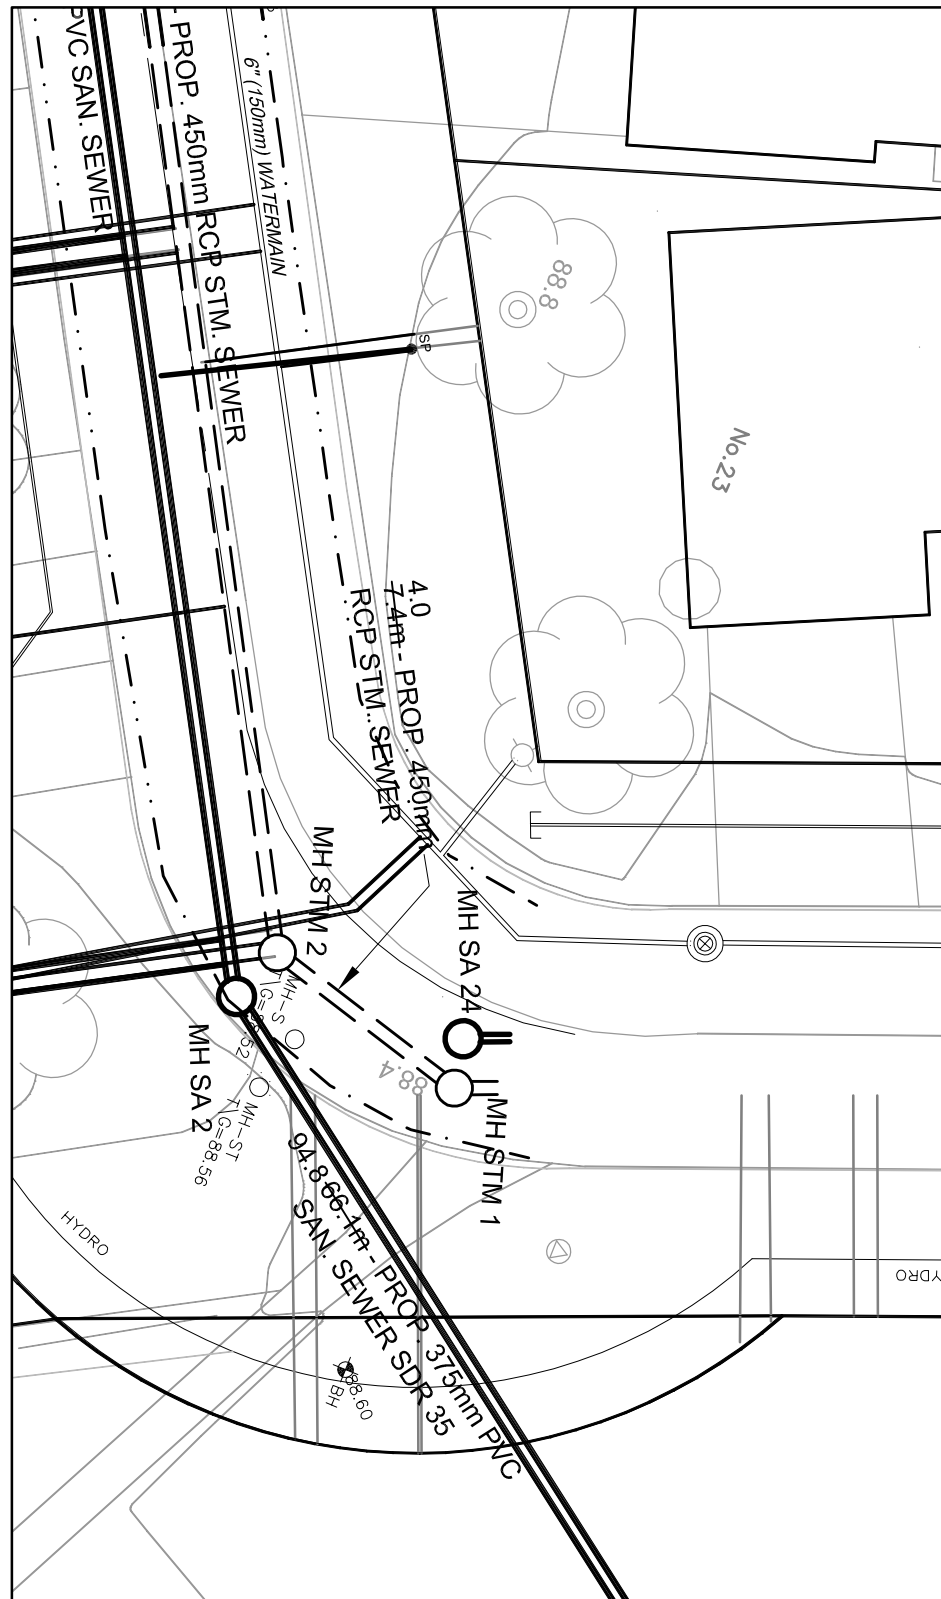 PVC SAN. SEWER
PROP. 450mm RCP STM. SEWER
6" (150mm) WATERMAIN
88.8
SP
No.23
4.0
7.4m - PROP. 450mm
RCP STM. SEWER
MH STM 2
MH SA 24
MH-S
MH SA 2
88.4
MH-ST
T/G=88.56
MH STM 1
94.8 66.1m - PROP. 375mm PVC
SAN. SEWER SDR 35
HYDRO
YDRO
88.60
BH